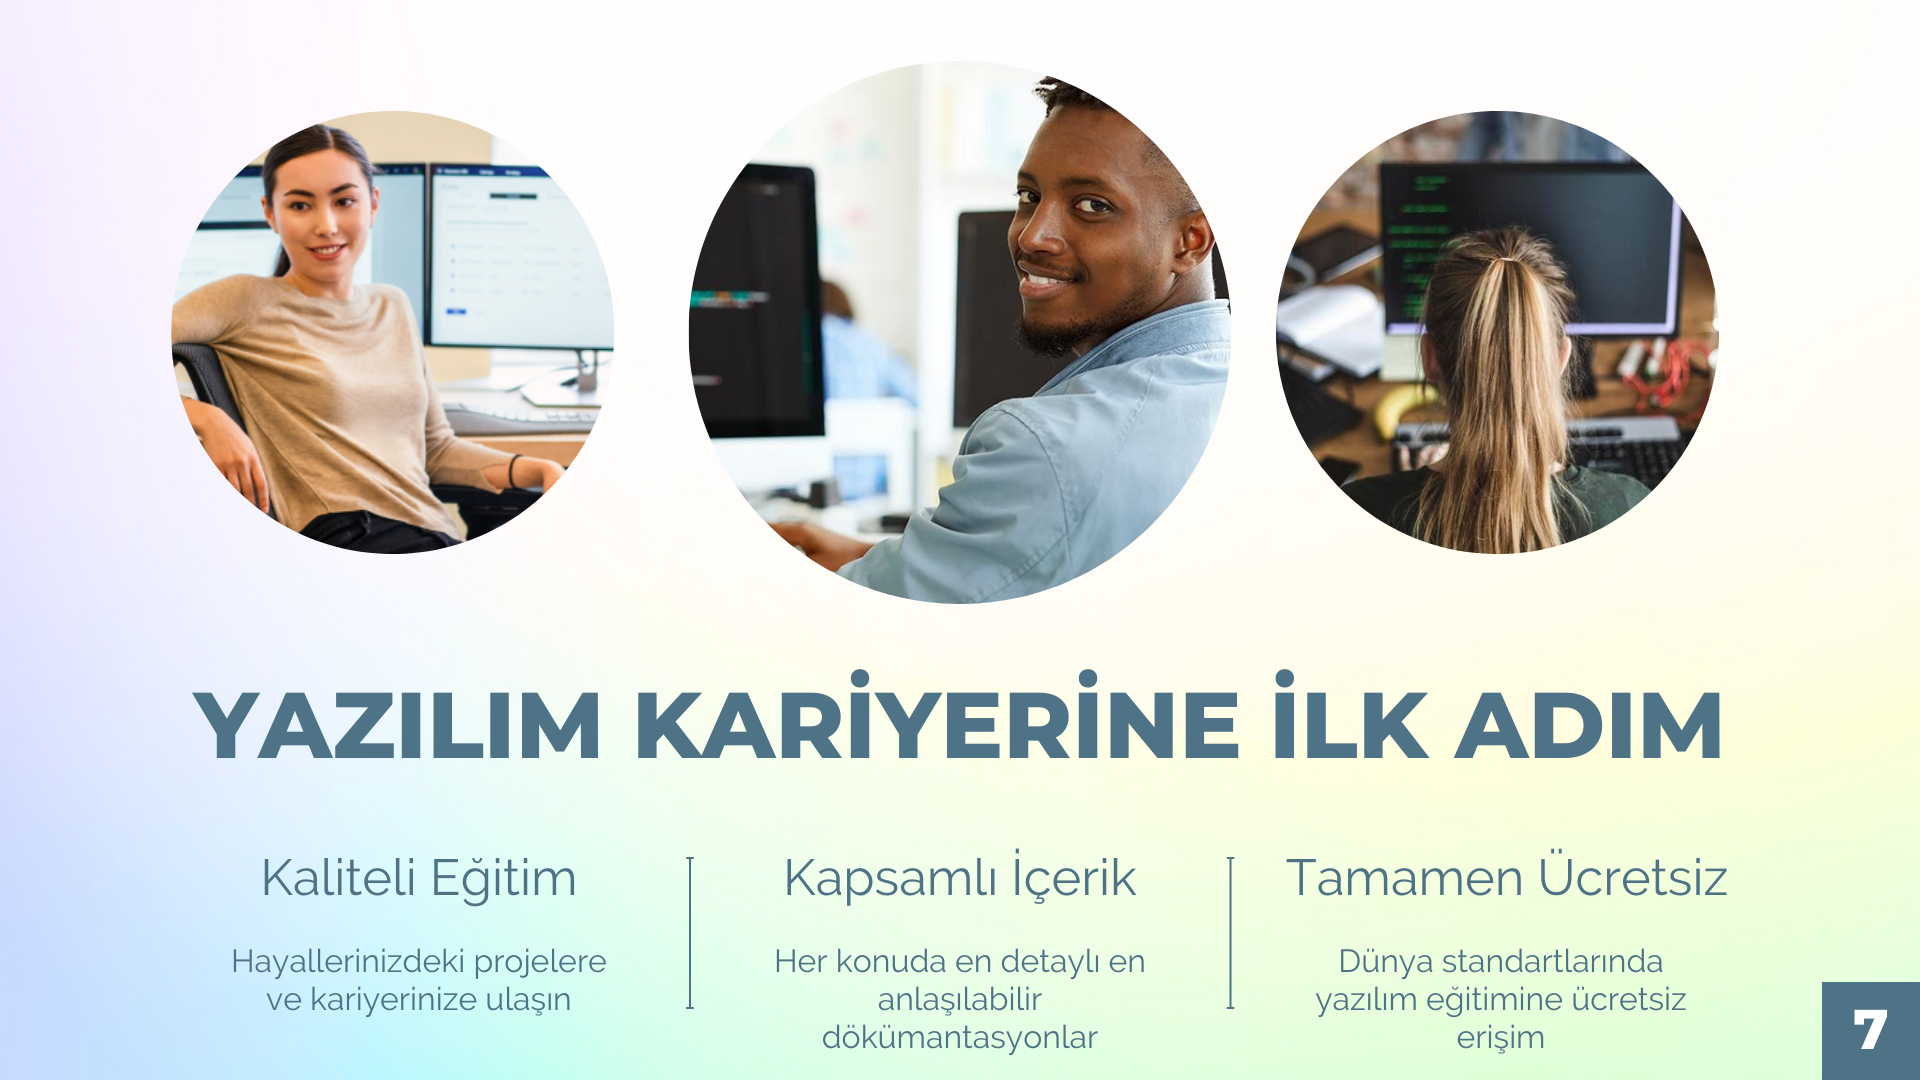 YAZILIM KARİYERİNE İLK ADIM
Kaliteli Eğitim
Hayallerinizdeki projelere
ve kariyerinize ulaşın
Kapsamlı İçerik
Her konuda en detaylı en
anlaşılabilir
dökümantasyonlar
Tamamen Ücretsiz
Dünya standartlarında
yazılım eğitimine ücretsiz
erişim
7